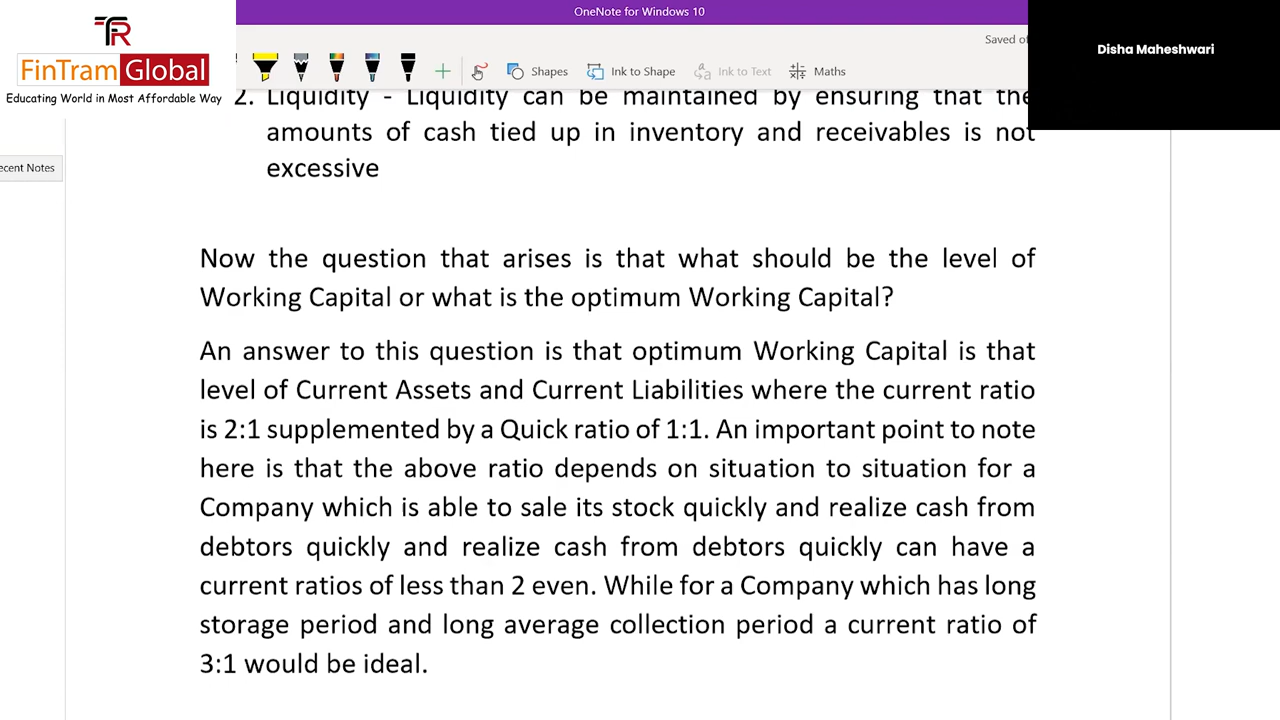 OneNote for Windows 10
TR
FinTram Global
Educating World in Most Affordable Way
Saved of
Disha Maheshwari
Shapes
Ink to Shape
Ink to Text
Maths
ecent Notes
2. Liquidity - Liquidity can be maintained by ensuring that the
amounts of cash tied up in inventory and receivables is not
excessive
Now the question that arises is that what should be the level of
Working Capital or what is the optimum Working Capital?
An answer to this question is that optimum Working Capital is that
level of Current Assets and Current Liabilities where the current ratio
is 2:1 supplemented by a Quick ratio of 1:1. An important point to note
here is that the above ratio depends on situation to situation for a
Company which is able to sale its stock quickly and realize cash from
debtors quickly and realize cash from debtors quickly can have a
current ratios of less than 2 even. While for a Company which has long
storage period and long average collection period a current ratio of
3:1 would be ideal.